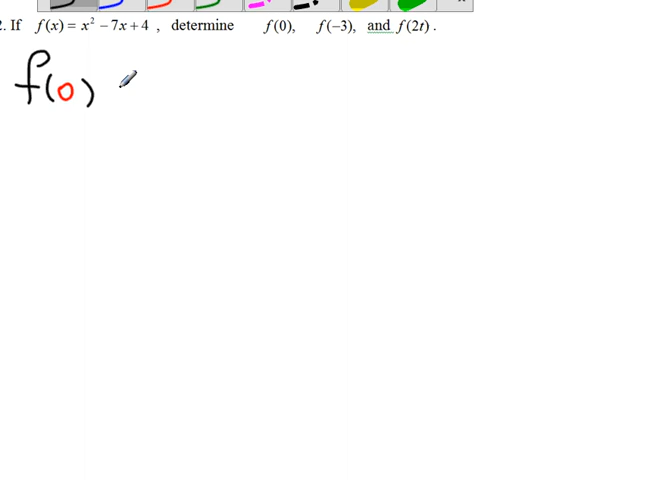 2. If f(x) = x² − 7x + 4 , determine f(0), f(−3), and f(2t) .
f(0)